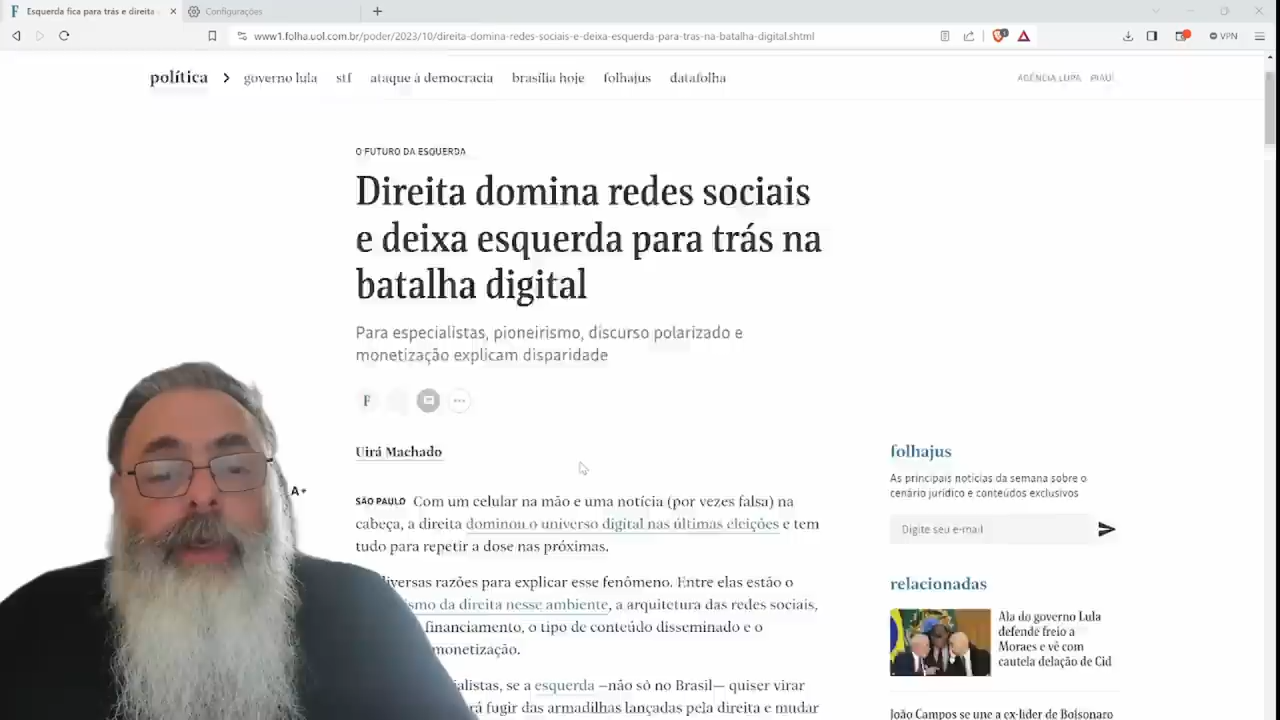 Esquerda fica para trás e direita
Configurações
www1.folha.uol.com.br/poder/2023/10/direita-domina-redes-sociais-e-deixa-esquerda-para-tras-na-batalha-digital.shtml
VPN
política > governo lula stf ataque à democracia brasília hoje folhajus datafolha
AGÊNCIA LUPA PIAUÍ
O FUTURO DA ESQUERDA
Direita domina redes sociais
e deixa esquerda para trás na
batalha digital
Para especialistas, pioneirismo, discurso polarizado e
monetização explicam disparidade
F
Uirá Machado
A+
SÃO PAULO Com um celular na mão e uma notícia (por vezes falsa) na
cabeça, a direita dominou o universo digital nas últimas eleições e tem
tudo para repetir a dose nas próximas.
diversas razões para explicar esse fenômeno. Entre elas estão o
ismo da direita nesse ambiente, a arquitetura das redes sociais,
financiamento, o tipo de conteúdo disseminado e o
monetização.
ialistas, se a esquerda —não só no Brasil— quiser virar
rá fugir das armadilhas lançadas pela direita e mudar
folhajus
As principais notícias da semana sobre o
cenário jurídico e conteúdos exclusivos
Digite seu e-mail
relacionadas
Ala do governo Lula
defende freio a
Moraes e vê com
cautela delação de Cid
João Campos se une a ex-líder de Bolsonaro